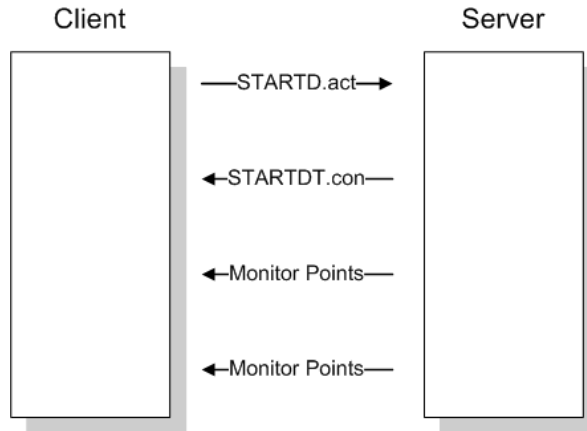 Client
Server
STARTD.act
STARTDT.con
Monitor Points
Monitor Points